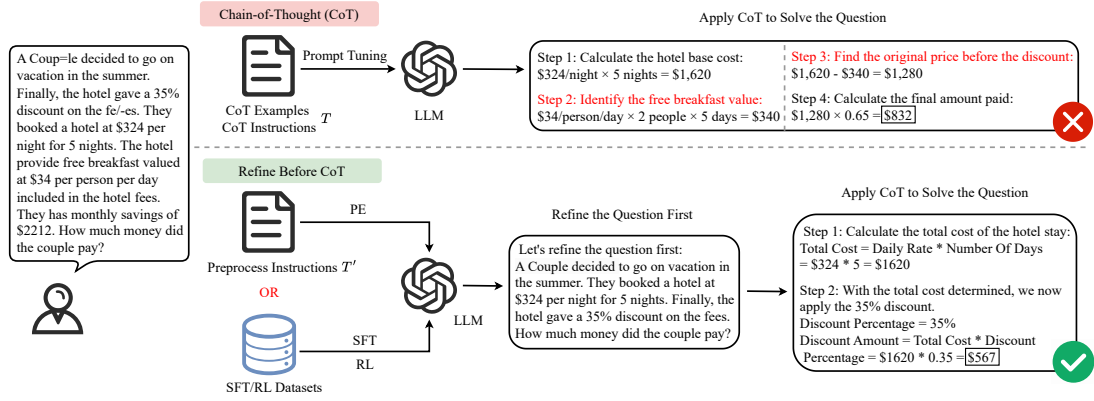 A Coup=le decided to go on
vacation in the summer.
Finally, the hotel gave a 35%
discount on the fe/-es. They
booked a hotel at $324 per
night for 5 nights. The hotel
provide free breakfast valued
at $34 per person per day
included in the hotel fees.
They has monthly savings of
$2212. How much money did
the couple pay?
Chain-of-Thought (CoT)
Prompt Tuning
CoT Examples
CoT Instructions T
LLM
Apply CoT to Solve the Question
Step 1: Calculate the hotel base cost:
$324/night × 5 nights = $1,620
Step 2: Identify the free breakfast value:
$34/person/day × 2 people × 5 days = $340
Step 3: Find the original price before the discount:
$1,620 - $340 = $1,280
Step 4: Calculate the final amount paid:
$1,280 × 0.65 = $832
Refine Before CoT
PE
Preprocess Instructions T′
OR
SFT
RL
SFT/RL Datasets
LLM
Refine the Question First
Let's refine the question first:
A Couple decided to go on vacation in
the summer. They booked a hotel at
$324 per night for 5 nights. Finally, the
hotel gave a 35% discount on the fees.
How much money did the couple pay?
Apply CoT to Solve the Question
Step 1: Calculate the total cost of the hotel stay:
Total Cost = Daily Rate * Number Of Days
= $324 * 5 = $1620
Step 2: With the total cost determined, we now
apply the 35% discount.
Discount Percentage = 35%
Discount Amount = Total Cost * Discount
Percentage = $1620 * 0.35 = $567